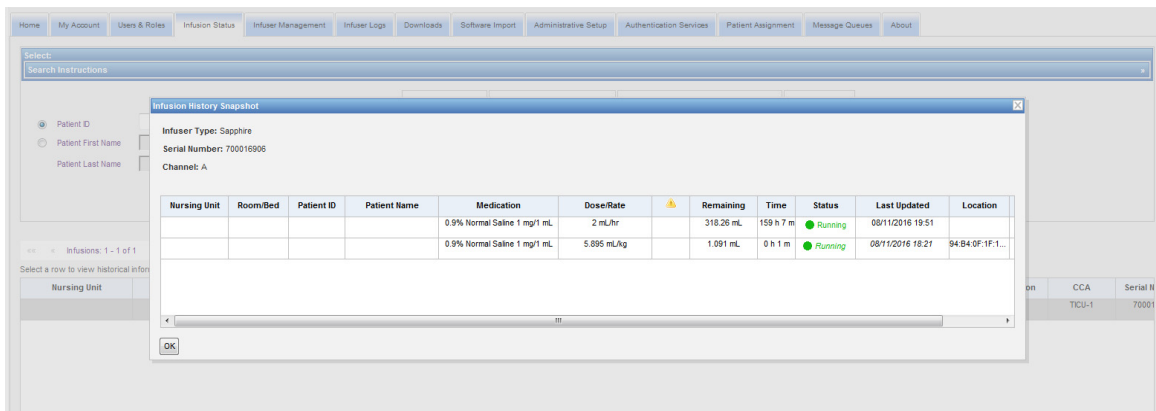 Home My Account Users & Roles Infusion Status Infuser Management Infuser Logs Downloads Software Import Administrative Setup Authentication Services Patient Assignment Message Queues About
Select:
Search Instructions
Infusion History Snapshot
Patient ID
Patient First Name
Patient Last Name
Infuser Type: Sapphire
Serial Number: 700016906
Channel: A
Nursing Unit Room/Bed Patient ID Patient Name Medication Dose/Rate Remaining Time Status Last Updated Location
0.9% Normal Saline 1 mg/1 mL 2 mL/hr 318.26 mL 159 h 7 m Running 08/11/2016 19:51
0.9% Normal Saline 1 mg/1 mL 5.895 mL/kg 1.091 mL 0 h 1 m Running 08/11/2016 18:21 94:B4:0F:1F:1...
Infusions: 1 - 1 of 1
Select a row to view historical infor
Nursing Unit on CCA Serial N
TICU-1 70001
OK